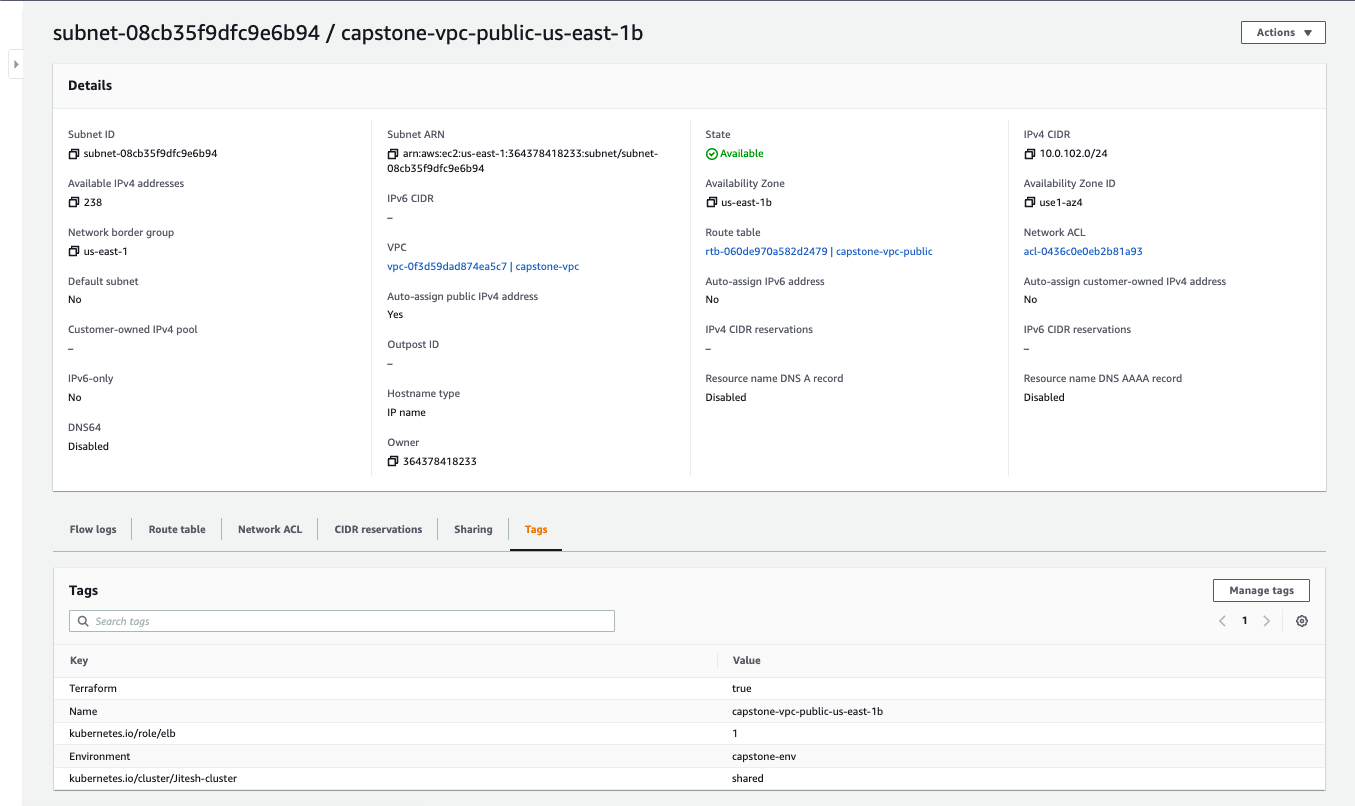 subnet-08cb35f9dfc9e6b94 / capstone-vpc-public-us-east-1b
Actions
Details
Subnet ID
subnet-08cb35f9dfc9e6b94
Available IPv4 addresses
238
Network border group
us-east-1
Default subnet
No
Customer-owned IPv4 pool
–
IPv6-only
No
DNS64
Disabled
Subnet ARN
arn:aws:ec2:us-east-1:364378418233:subnet/subnet-
08cb35f9dfc9e6b94
IPv6 CIDR
–
VPC
vpc-0f3d59dad874ea5c7 | capstone-vpc
Auto-assign public IPv4 address
Yes
Outpost ID
–
Hostname type
IP name
Owner
364378418233
State
Available
Availability Zone
us-east-1b
Route table
rtb-060de970a582d2479 | capstone-vpc-public
Auto-assign IPv6 address
No
IPv4 CIDR reservations
–
Resource name DNS A record
Disabled
IPv4 CIDR
10.0.102.0/24
Availability Zone ID
use1-az4
Network ACL
acl-0436c0e0eb2b81a93
Auto-assign customer-owned IPv4 address
No
IPv6 CIDR reservations
–
Resource name DNS AAAA record
Disabled
Flow logs
Route table
Network ACL
CIDR reservations
Sharing
Tags
Tags
Manage tags
Search tags
1
Key Value
Terraform true
Name capstone-vpc-public-us-east-1b
kubernetes.io/role/elb 1
Environment capstone-env
kubernetes.io/cluster/Jitesh-cluster shared